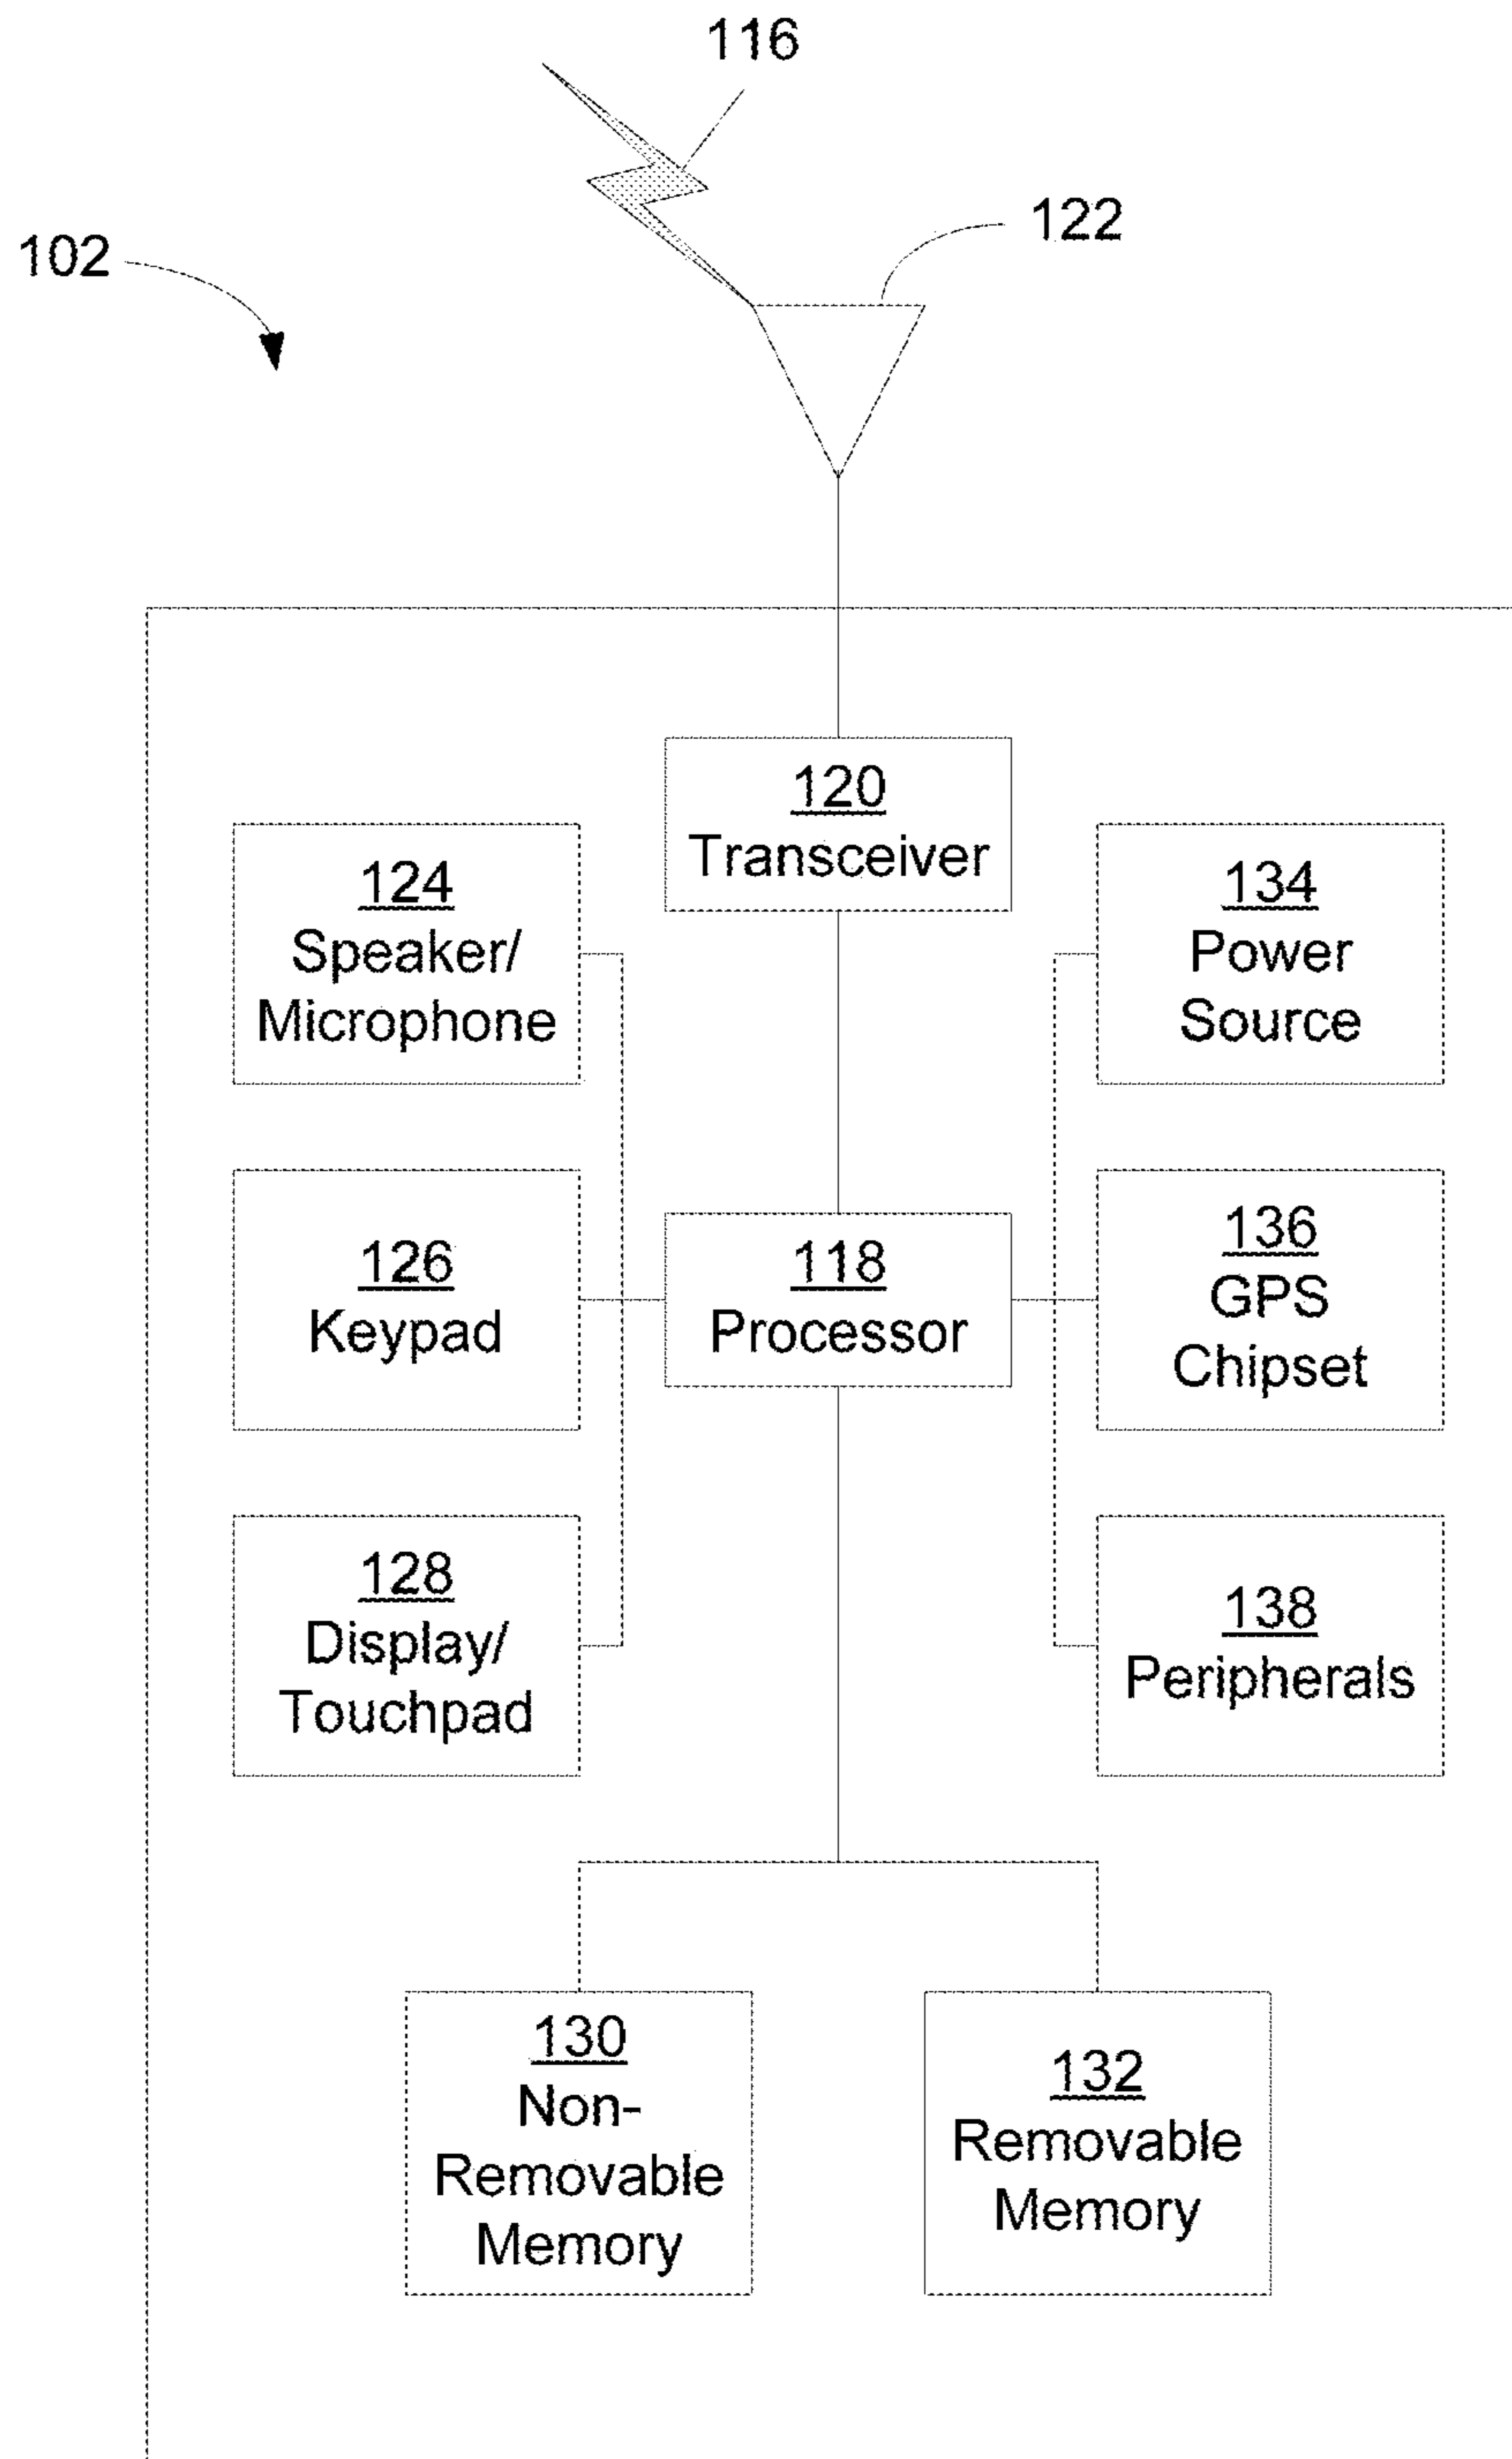 116
122
102
120
Transceiver
124
Speaker/
Microphone
134
Power
Source
126
Keypad
118
Processor
136
GPS
Chipset
128
Display/
Touchpad
138
Peripherals
130
Non-
Removable
Memory
132
Removable
Memory